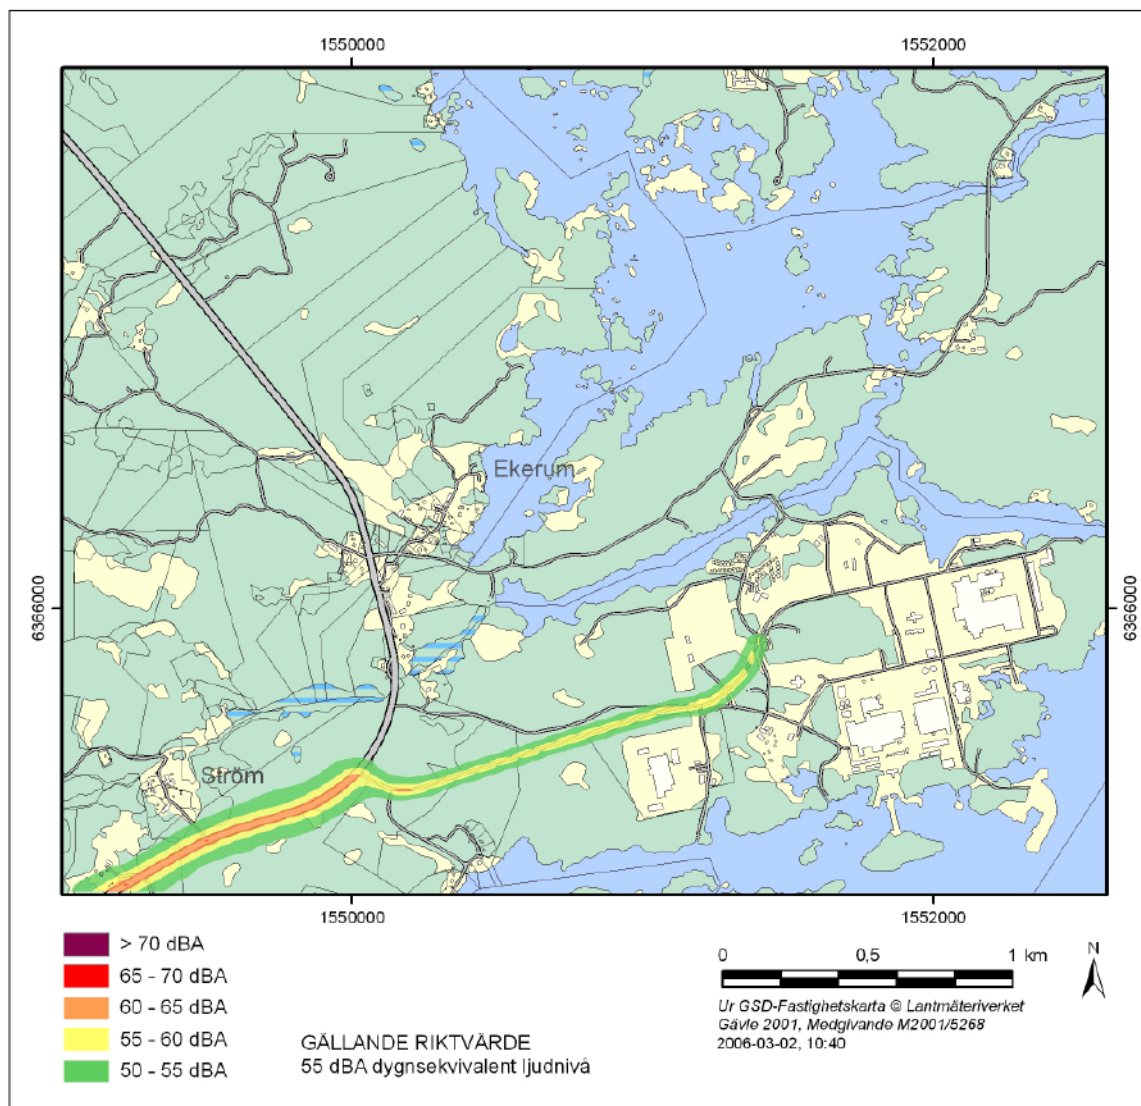 1550000
1552000
6366000
6366000
Ekerum
Ström
1550000
1552000
> 70 dBA
65 - 70 dBA
60 - 65 dBA
55 - 60 dBA
50 - 55 dBA
GÄLLANDE RIKTVÄRDE
55 dBA dygnsekvivalent ljudnivå
0 0,5 1 km
N
Ur GSD-Fastighetskarta © Lantmäteriverket
Gävle 2001, Medgivande M2001/5268
2006-03-02, 10:40